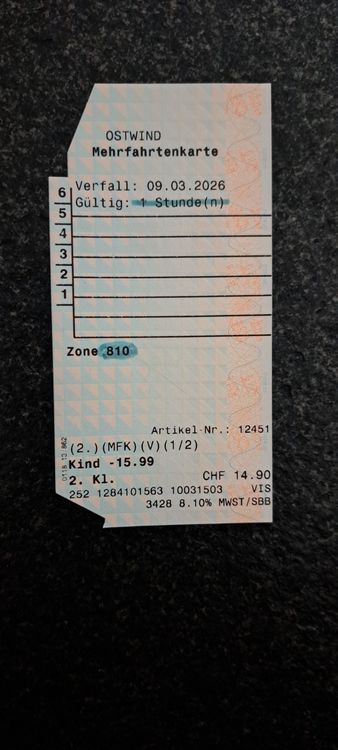 OSTWIND
Mehrfahrtenkarte
Verfall: 09.03.2026
Gültig: 1 Stunde(n)
6
5
4
3
2
1
Zone 810
Artikel-Nr.: 12451
(2.)(MFK)(V)(1/2)
Kind -15.99
2. Kl. CHF 14.90
252 1284101563 10031503 VIS
3428 8.10% MWST/SBB